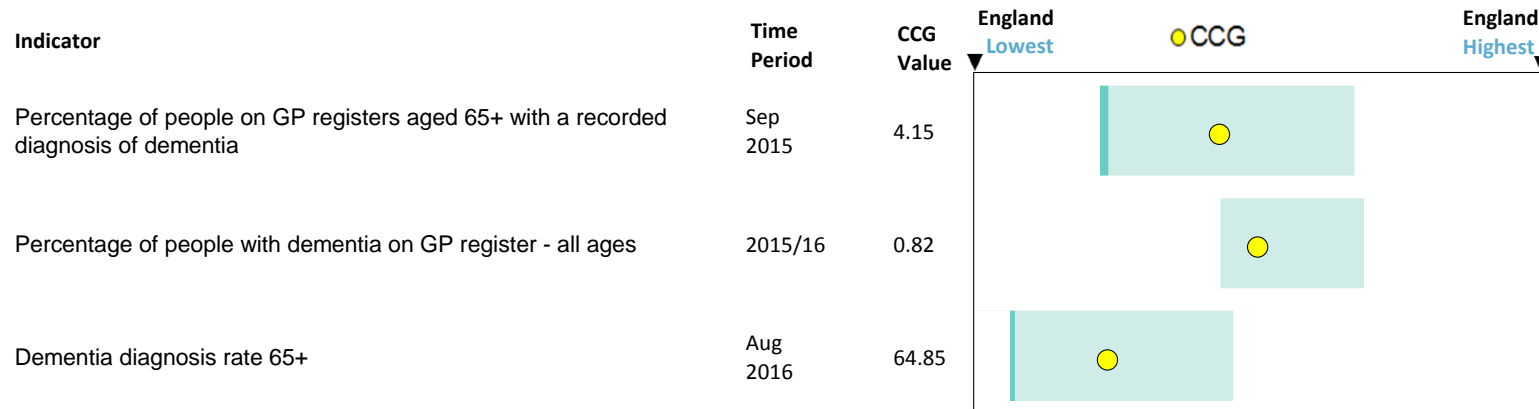 Indicator
Time Period
CCG Value
England Lowest
CCG
England Highest
Percentage of people on GP registers aged 65+ with a recorded
diagnosis of dementia
Sep
2015
4.15
Percentage of people with dementia on GP register - all ages
2015/16
0.82
Dementia diagnosis rate 65+
Aug
2016
64.85